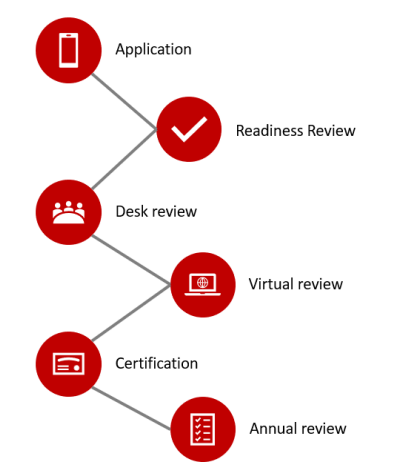 Application
Readiness Review
Desk review
Virtual review
Certification
Annual review